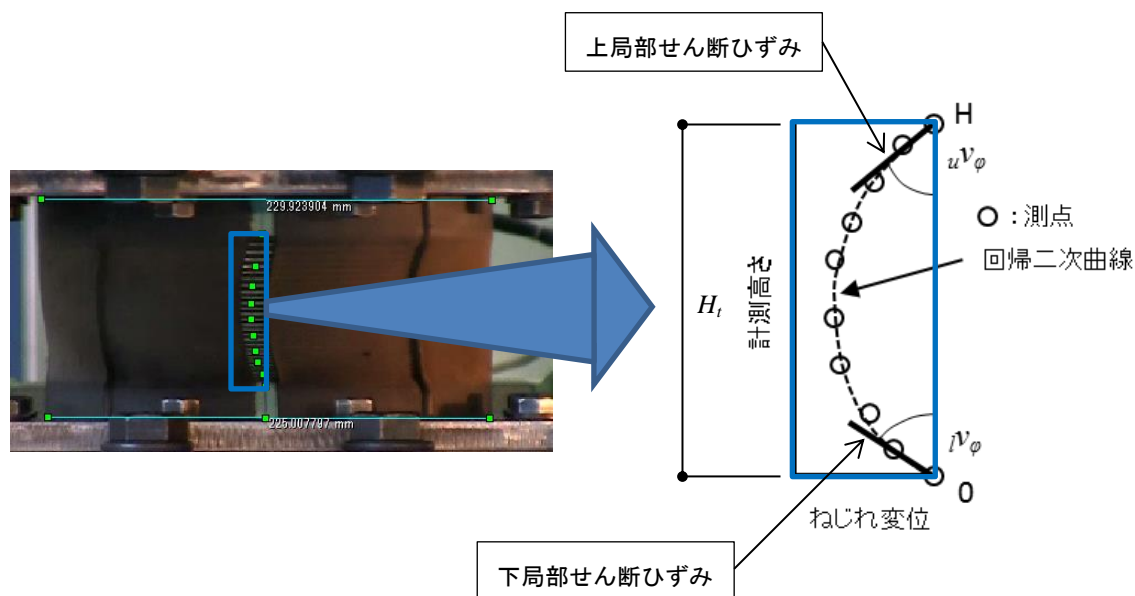 上局部せん断ひずみ
H
uνφ
229.923904 mm
○：測点
回帰二次曲線
Ht
計測高さ
225.007797 mm
lνφ
0
ねじれ変位
下局部せん断ひずみ